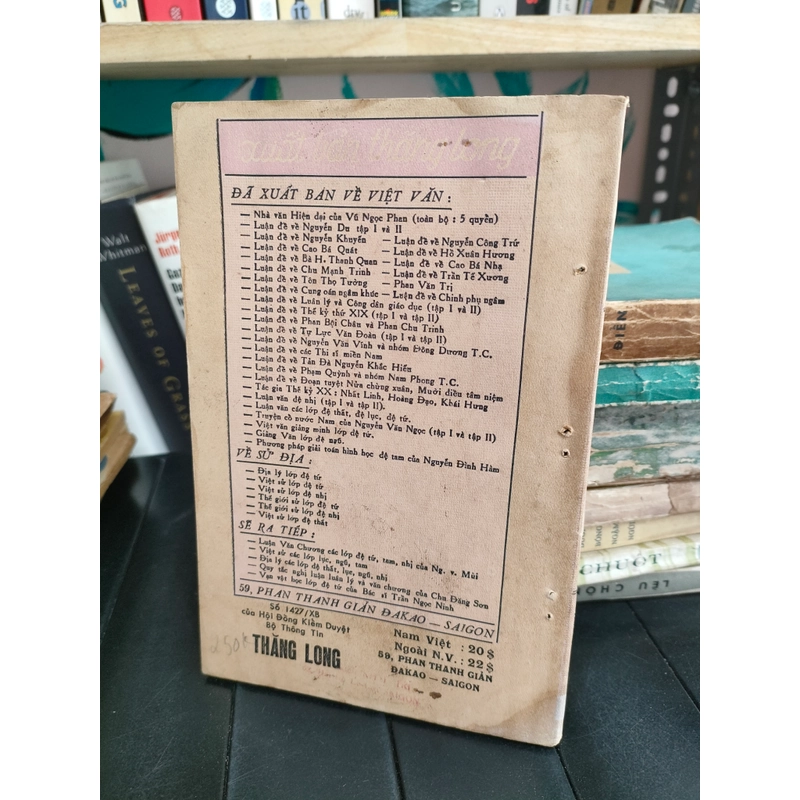 xuất bản thăng long
ĐÃ XUẤT BẢN VỀ VIỆT VĂN :
— Nhà văn Hiện dại của Vũ Ngọc Phan (toàn bộ : 5 quyền)
— Luận đề về Nguyễn Du tập I và II
— Luận đề về Nguyễn Khuyến — Luận đề về Nguyễn Công Trứ
— Luận đề về Cao Bá Quát — Luận đề về Hồ Xuân Hương
— Luận đề về Bà H. Thanh Quan — Luận đề về Cao Bá Nhạ
— Luận đề về Chu Mạnh Trinh — Luận đề về Trần Tế Xương
— Luận đề về Tôn Thọ Tường — Phan Văn Trị
— Luận đề về Cung oán ngâm khúc — Luận đề về Chinh phụ ngâm
— Luận đề về Luân lý và Công dân giáo dục (tập I và II)
— Luận đề về Thế kỷ thứ XIX (tập I và tập II)
— Luận đề về Phan Bội Châu và Phan Chu Trinh
— Luận đề về Tự Lực Văn Đoàn (tập I và tập II)
— Luận đề về Nguyễn Văn Vĩnh và nhóm Đông Dương T.C.
— Luận đề về các Thi sĩ miền Nam
— Luận đề về Tản Đà Nguyễn Khắc Hiếu
— Luận đề về Phạm Quỳnh và nhóm Nam Phong T.C.
— Luận đề về Đoạn tuyệt Nửa chừng xuân, Mười điều tâm niệm
— Tác gia Thế kỷ XX : Nhất Linh, Hoàng Đạo, Khái Hưng
— Luận văn đệ nhị (tập I và tập II).
— Luận văn các lớp đệ thất, đệ lục, đệ tứ.
— Truyện cồ nước Nam của Nguyễn Văn Ngọc (tập I và tập II)
— Việt văn giảng minh lớp đệ tứ.
— Giảng Văn lớp đệ ngũ.
— Phương pháp giải toán hình học đệ tam của Nguyễn Đình Hàm
VỀ SỬ ĐỊA :
— Địa lý lớp đệ tứ
— Việt sử lớp đệ tứ
— Việt sử lớp đệ nhị
— Thế giới sử lớp đệ tứ
— Thế giới sử lớp đệ nhị
— Việt sử lớp đệ thất
SẼ RA TIẾP :
— Luận Văn Chương các lớp đệ tứ, tam, nhị của Ng. v. Mùi
— Việt sử các lớp lục, ngũ, tam
— Địa lý các lớp đệ thất, lục, ngũ, nhị
— Quy tắc nghị luận luân lý và văn chương của Chu Đăng Sơn
— Vạn vật học lớp đệ tứ của Bác sĩ Trần Ngọc Ninh
59, PHAN THANH GIẢN ĐAKAO — SAIGON
Số 1427/XB
của Hội Đồng Kiểm Duyệt
Bộ Thông Tin
250k
THĂNG LONG
Nam Việt : 20 $
Ngoài N.V. : 22 $
59, PHAN THANH GIẢN
ĐAKAO — SAIGON
Walt
Whitman
LEAVES OF GRASS
Jürgen
ĐIỀN
CHUỘT